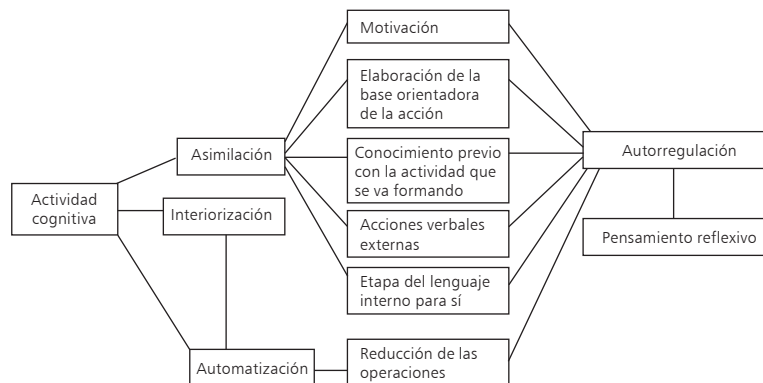 Motivación
Elaboración de la
base orientadora
de la acción
Asimilación
Conocimiento previo
con la actividad que
se va formando
Autorregulación
Actividad
cognitiva
Interiorización
Acciones verbales
externas
Pensamiento reflexivo
Etapa del lenguaje
interno para sí
Automatización
Reducción de las
operaciones